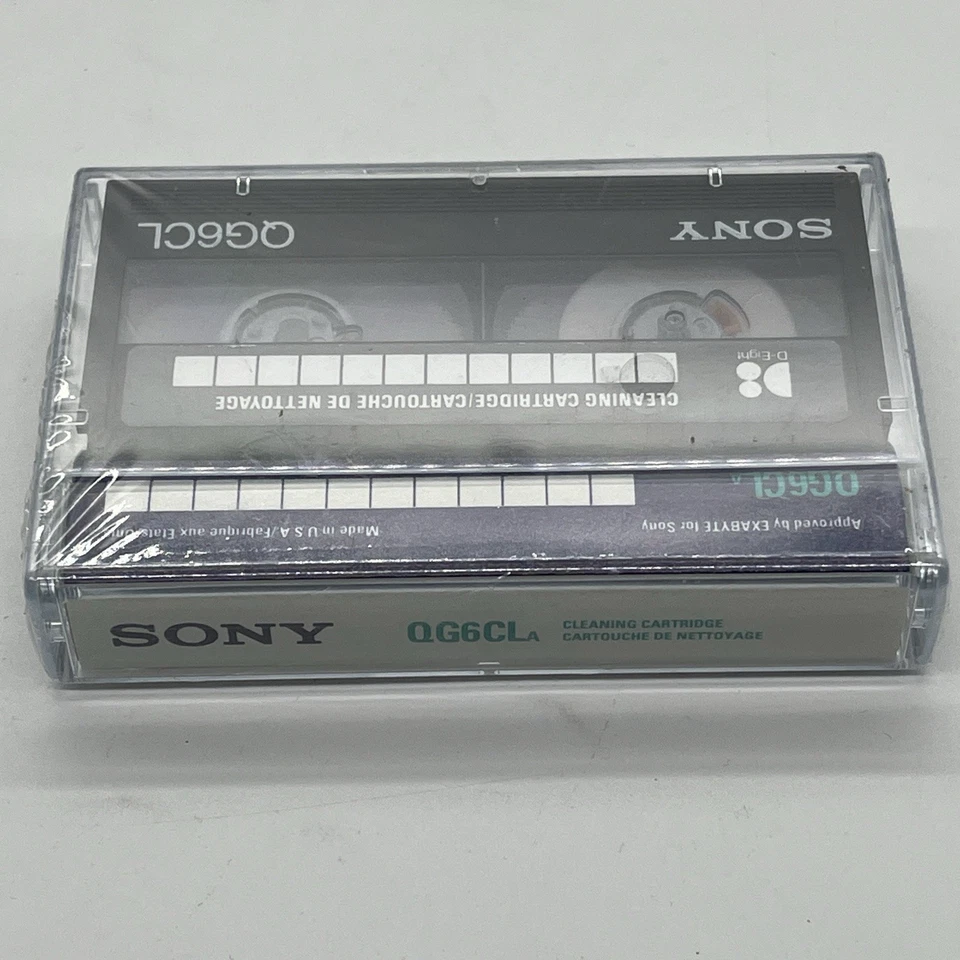 SONY QG6CL
D8
D-Eight
CLEANING CARTRIDGE/CARTOUCHE DE NETTOYAGE
QG6CLA
Approved by EXABYTE for Sony
Made in U.S.A./Fabriqué aux Etats-Unis
SONY QG6CLA CLEANING CARTRIDGE
CARTOUCHE DE NETTOYAGE